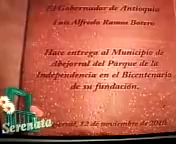 El Gobernador de Antioquia
Luis Alfredo Ramos Botero
Hace entrega al Municipio de
Abejorral del Parque de la
Independencia en el Bicentenario
de su fundación.
Serenata
12 de noviembre de